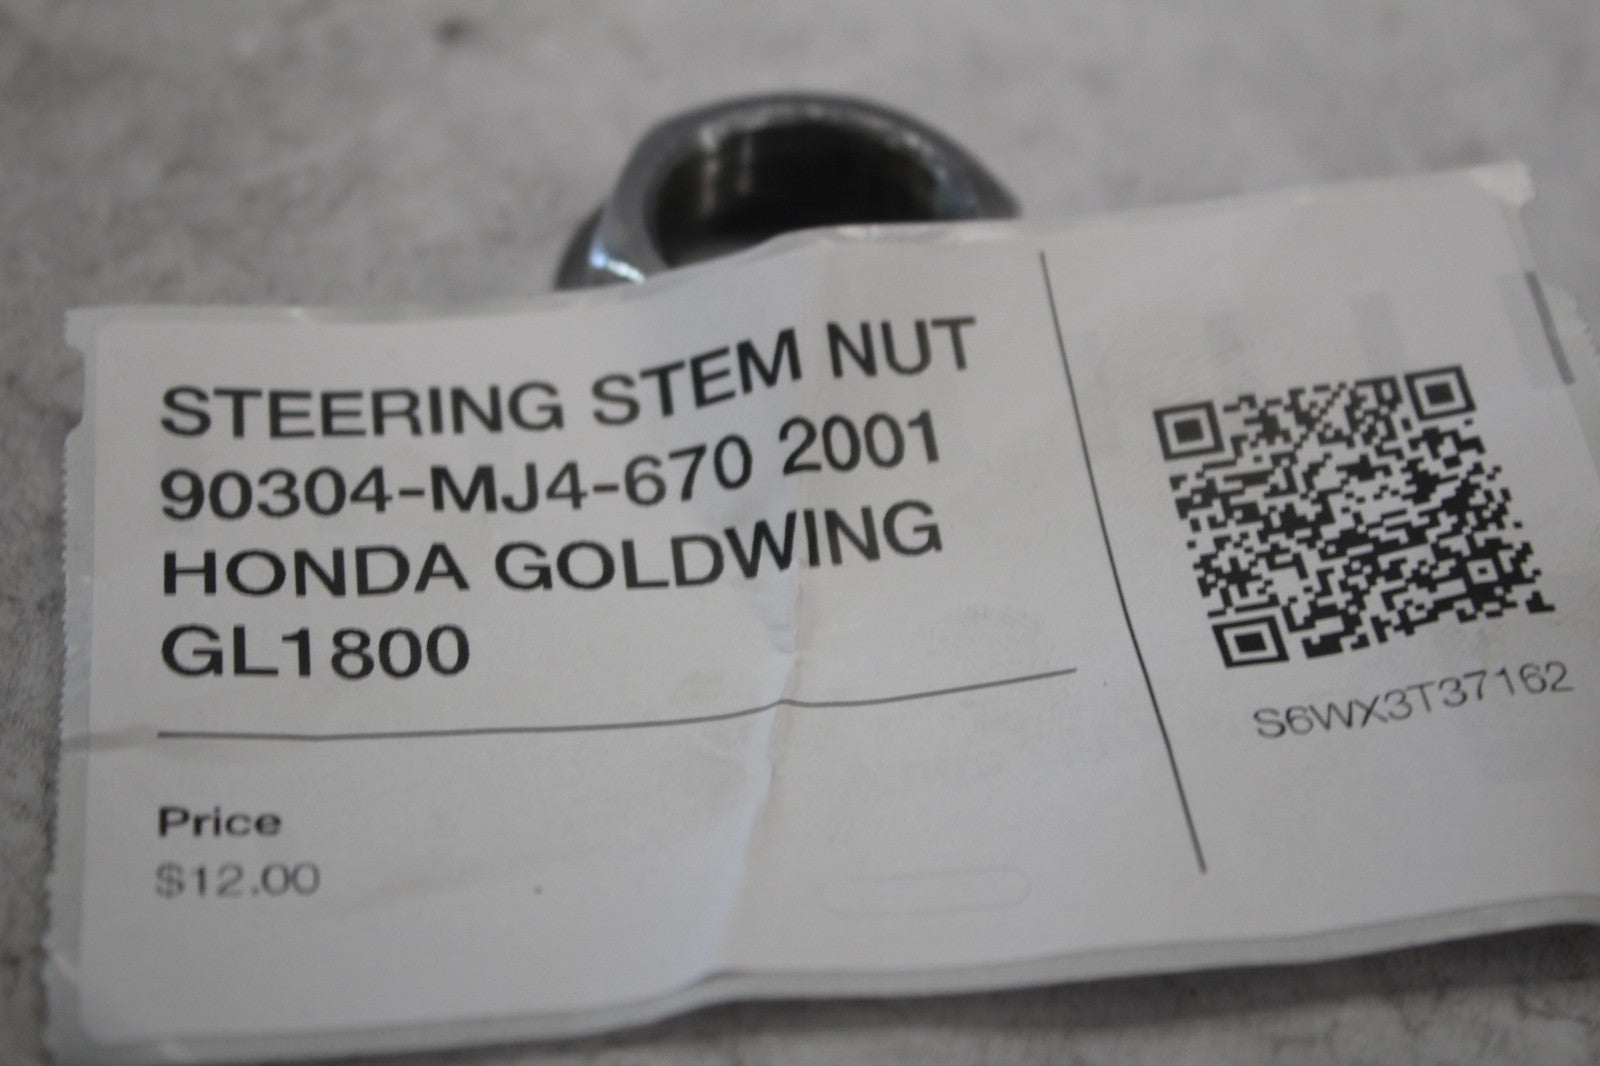 STEERING STEM NUT
90304-MJ4-670 2001
HONDA GOLDWING
GL1800
Price
$12.00
S6WX3T37162